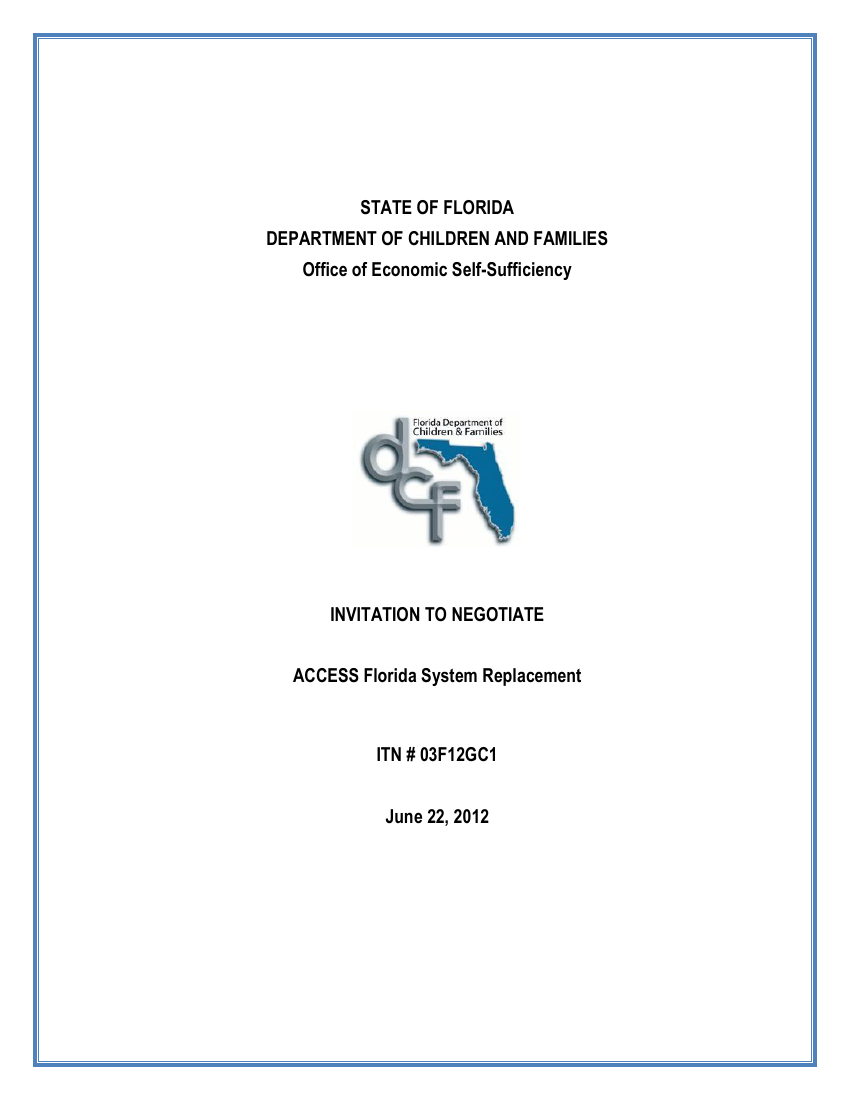 STATE OF FLORIDA
DEPARTMENT OF CHILDREN AND FAMILIES
Office of Economic Self-Sufficiency
Florida Department of
Children & Families
dcf
INVITATION TO NEGOTIATE
ACCESS Florida System Replacement
ITN # 03F12GC1
June 22, 2012